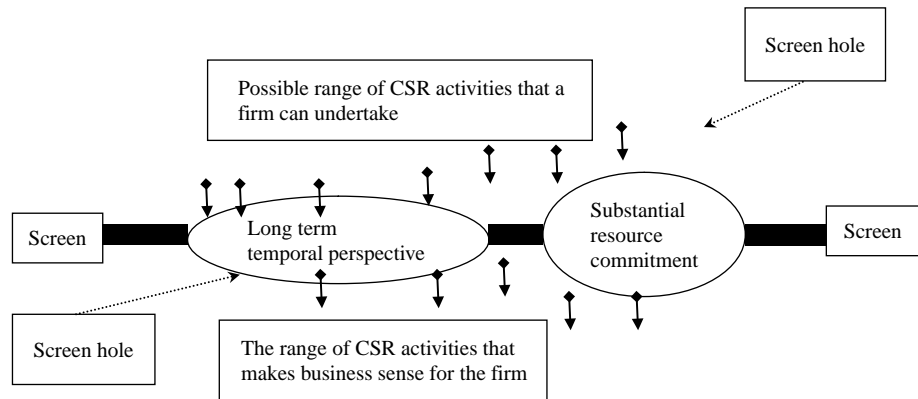 Screen hole
Possible range of CSR activities that a
firm can undertake
Screen
Long term
temporal perspective
Substantial
resource
commitment
Screen
Screen hole
The range of CSR activities that
makes business sense for the firm